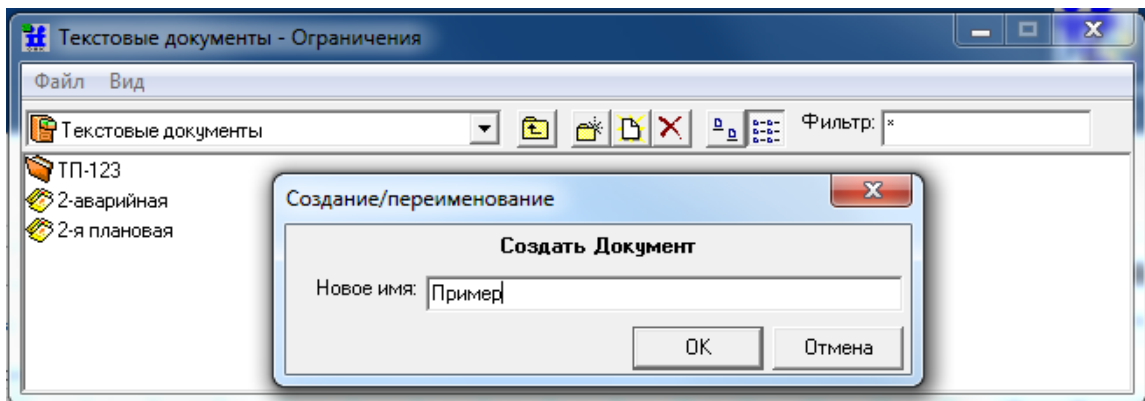 Текстовые документы - Ограничения
Файл Вид
Текстовые документы Фильтр: *
ТП-123
2-аварийная
2-я плановая
Создание/переименование
Создать Документ
Новое имя: Пример
OK Отмена